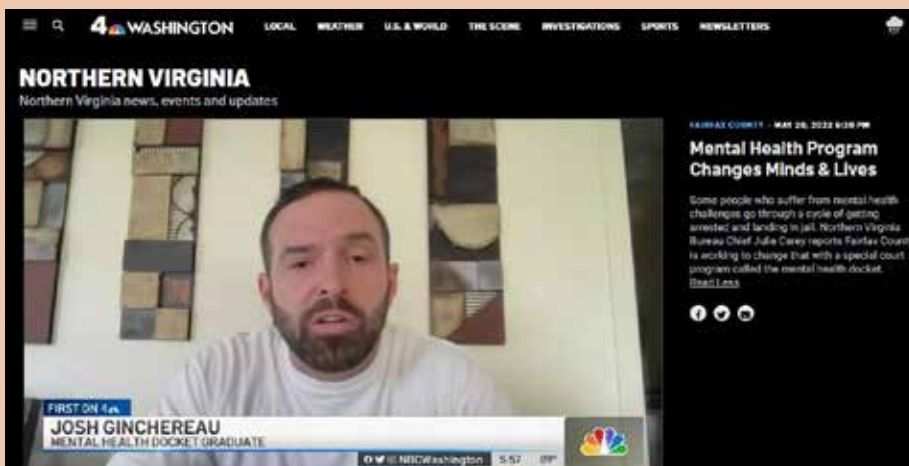 4 WASHINGTON LOCAL WEATHER U.S. & WORLD THE SCENE INVESTIGATIONS SPORTS NEWSLETTERS
NORTHERN VIRGINIA
Northern Virginia news, events and updates
FAIRFAX COUNTY
Mental Health Program
Changes Minds & Lives
Some people who suffer from mental health
challenges go through a cycle of getting
arrested and landing in jail. Northern Virginia
Bureau Chief Julie Carey reports Fairfax Count
is working to change that with a special court
program called the mental health docket.
Read Less
FIRST ON 4
JOSH GINCHEREAU
MENTAL HEALTH DOCKET GRADUATE
NBCWashington 5:57